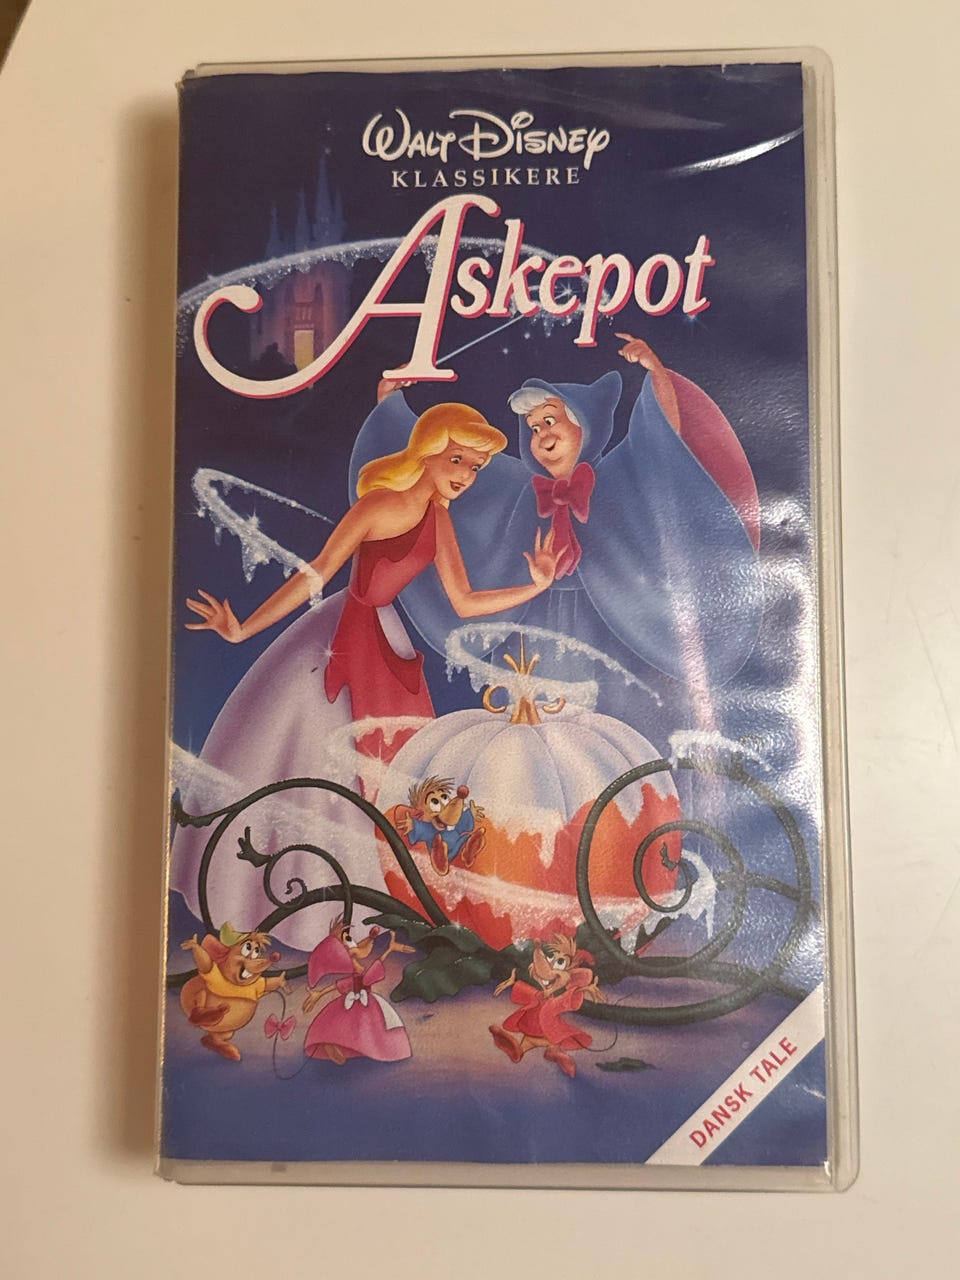 Walt Disney
KLASSIKERE
Askepot
DANSK TALE